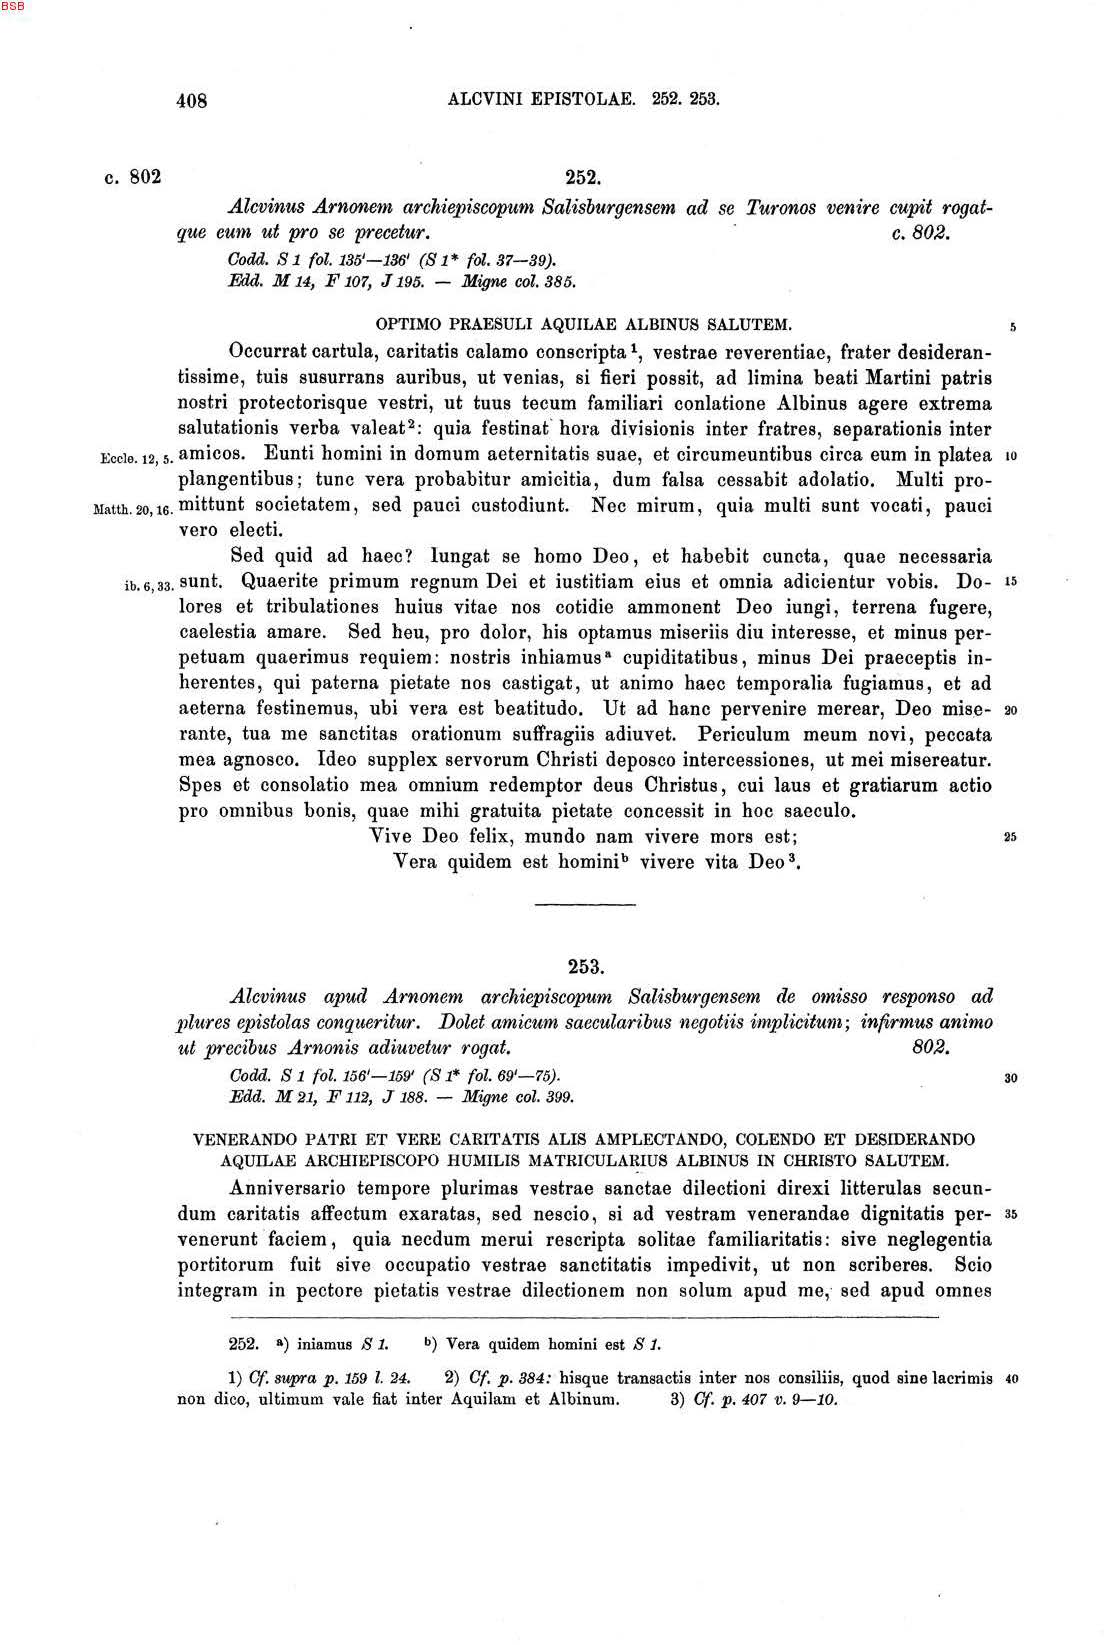 BSB
408 ALCVINI EPISTOLAE. 252. 253.
c. 802 252.
Alcvinus Arnonem archiepiscopum Salisburgensem ad se Turonos venire cupit rogat-
que eum ut pro se precetur. c. 802.
Codd. S 1 fol. 135'—136' (S 1* fol. 37—39).
Edd. M 14, F 107, J 195. — Migne col. 385.
OPTIMO PRAESULI AQUILAE ALBINUS SALUTEM. 5
Occurrat cartula, caritatis calamo conscripta¹, vestrae reverentiae, frater desideran-
tissime, tuis susurrans auribus, ut venias, si fieri possit, ad limina beati Martini patris
nostri protectorisque vestri, ut tuus tecum familiari conlatione Albinus agere extrema
salutationis verba valeat²: quia festinat hora divisionis inter fratres, separationis inter
Eccle. 12, 5. amicos. Eunti homini in domum aeternitatis suae, et circumeuntibus circa eum in platea 10
plangentibus; tunc vera probabitur amicitia, dum falsa cessabit adolatio. Multi pro-
Matth. 20, 16. mittunt societatem, sed pauci custodiunt. Nec mirum, quia multi sunt vocati, pauci
vero electi.
Sed quid ad haec? Iungat se homo Deo, et habebit cuncta, quae necessaria
ib. 6, 33. sunt. Quaerite primum regnum Dei et iustitiam eius et omnia adicientur vobis. Do- 15
lores et tribulationes huius vitae nos cotidie ammonent Deo iungi, terrena fugere,
caelestia amare. Sed heu, pro dolor, his optamus miseriis diu interesse, et minus per-
petuam quaerimus requiem: nostris inhiamusᵃ cupiditatibus, minus Dei praeceptis in-
herentes, qui paterna pietate nos castigat, ut animo haec temporalia fugiamus, et ad
aeterna festinemus, ubi vera est beatitudo. Ut ad hanc pervenire merear, Deo mise- 20
rante, tua me sanctitas orationum suffragiis adiuvet. Periculum meum novi, peccata
mea agnosco. Ideo supplex servorum Christi deposco intercessiones, ut mei misereatur.
Spes et consolatio mea omnium redemptor deus Christus, cui laus et gratiarum actio
pro omnibus bonis, quae mihi gratuita pietate concessit in hoc saeculo.
Vive Deo felix, mundo nam vivere mors est; 25
Vera quidem est hominiᵇ vivere vita Deo³.
253.
Alcvinus apud Arnonem archiepiscopum Salisburgensem de omisso responso ad
plures epistolas conqueritur. Dolet amicum saecularibus negotiis implicitum; infirmus animo
ut precibus Arnonis adiuvetur rogat. 802.
Codd. S 1 fol. 156'—159' (S 1* fol. 69'—75). 30
Edd. M 21, F 112, J 188. — Migne col. 399.
VENERANDO PATRI ET VERE CARITATIS ALIS AMPLECTANDO, COLENDO ET DESIDERANDO
AQUILAE ARCHIEPISCOPO HUMILIS MATRICULARIUS ALBINUS IN CHRISTO SALUTEM.
Anniversario tempore plurimas vestrae sanctae dilectioni direxi litterulas secun-
dum caritatis affectum exaratas, sed nescio, si ad vestram venerandae dignitatis per- 35
venerunt faciem, quia necdum merui rescripta solitae familiaritatis: sive neglegentia
portitorum fuit sive occupatio vestrae sanctitatis impedivit, ut non scriberes. Scio
integram in pectore pietatis vestrae dilectionem non solum apud me, sed apud omnes
252. ᵃ) iniamus S 1. ᵇ) Vera quidem homini est S 1.
1) Cf. supra p. 159 l. 24. 2) Cf. p. 384: hisque transactis inter nos consiliis, quod sine lacrimis 40
non dico, ultimum vale fiat inter Aquilam et Albinum. 3) Cf. p. 407 v. 9—10.